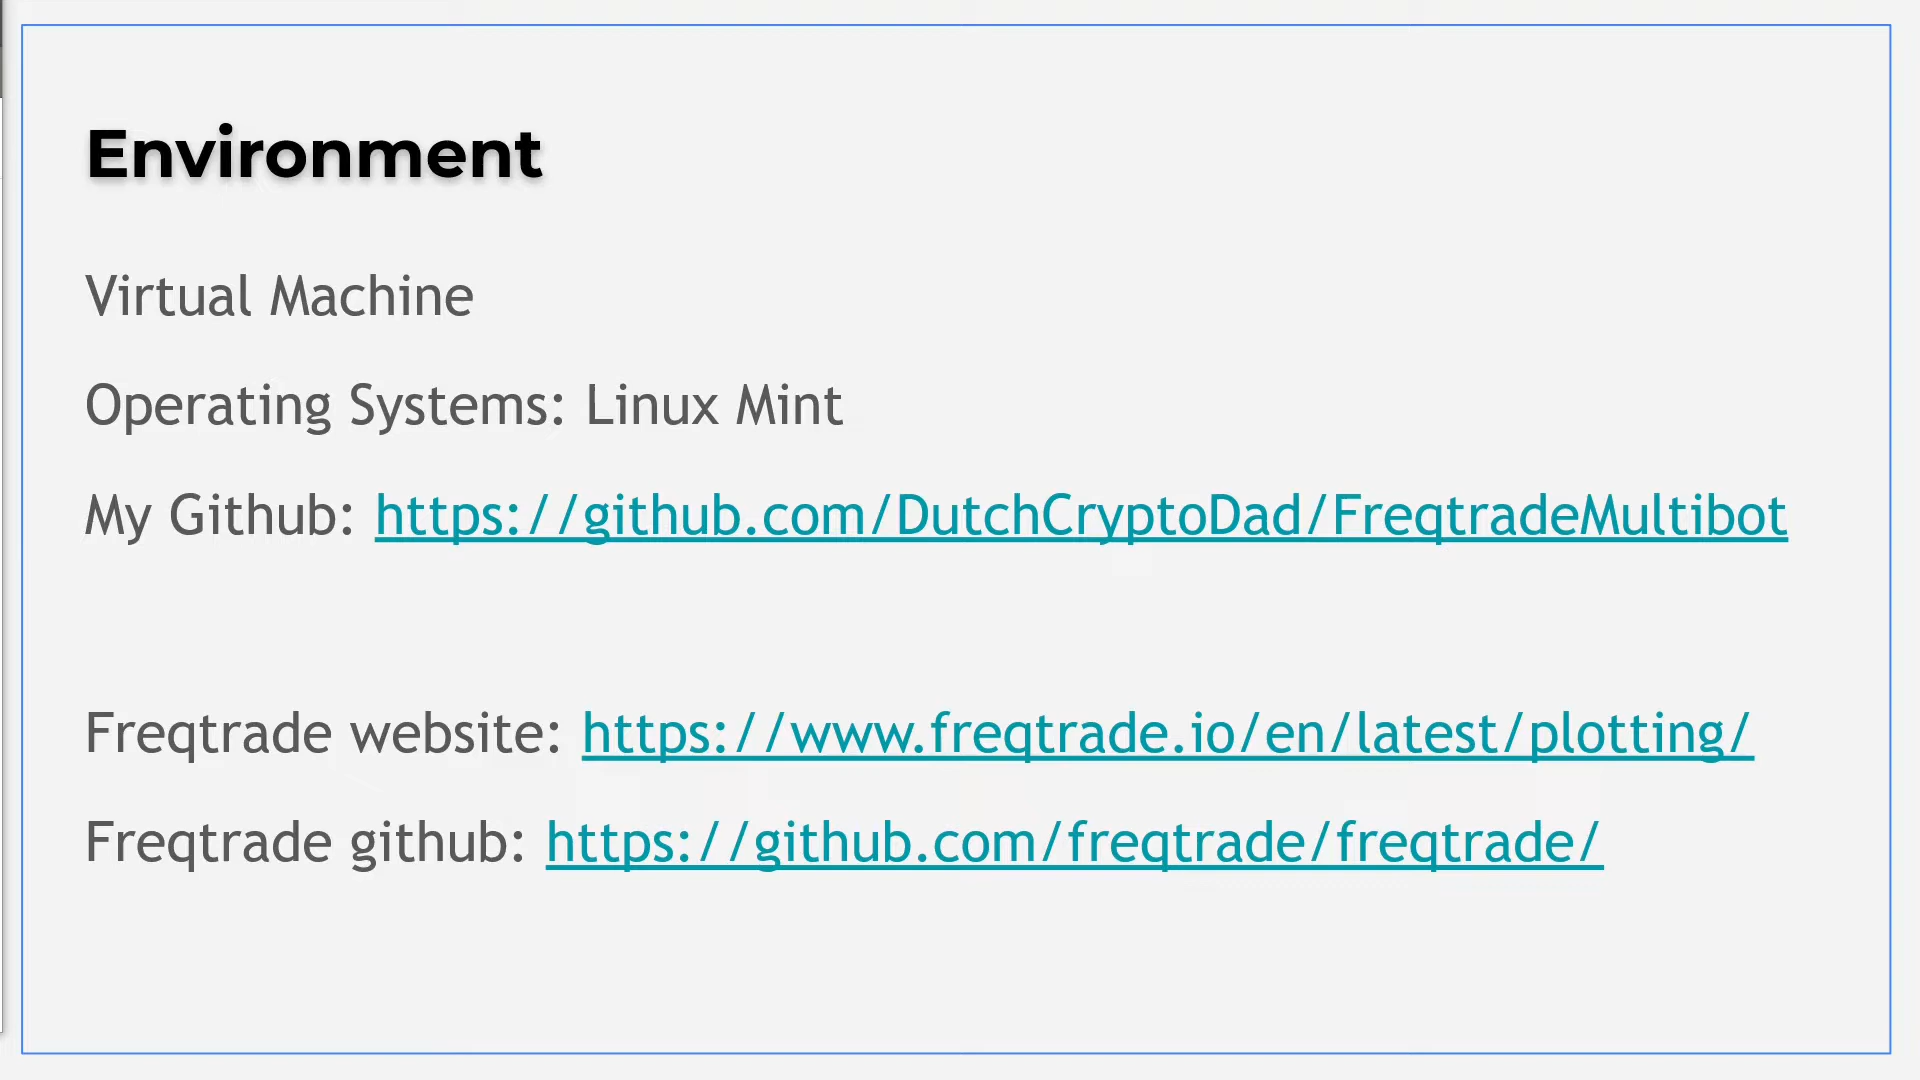 Environment
Virtual Machine
Operating Systems: Linux Mint
My Github: https://github.com/DutchCryptoDad/FreqtradeMultibot
Freqtrade website: https://www.freqtrade.io/en/latest/plotting/
Freqtrade github: https://github.com/freqtrade/freqtrade/